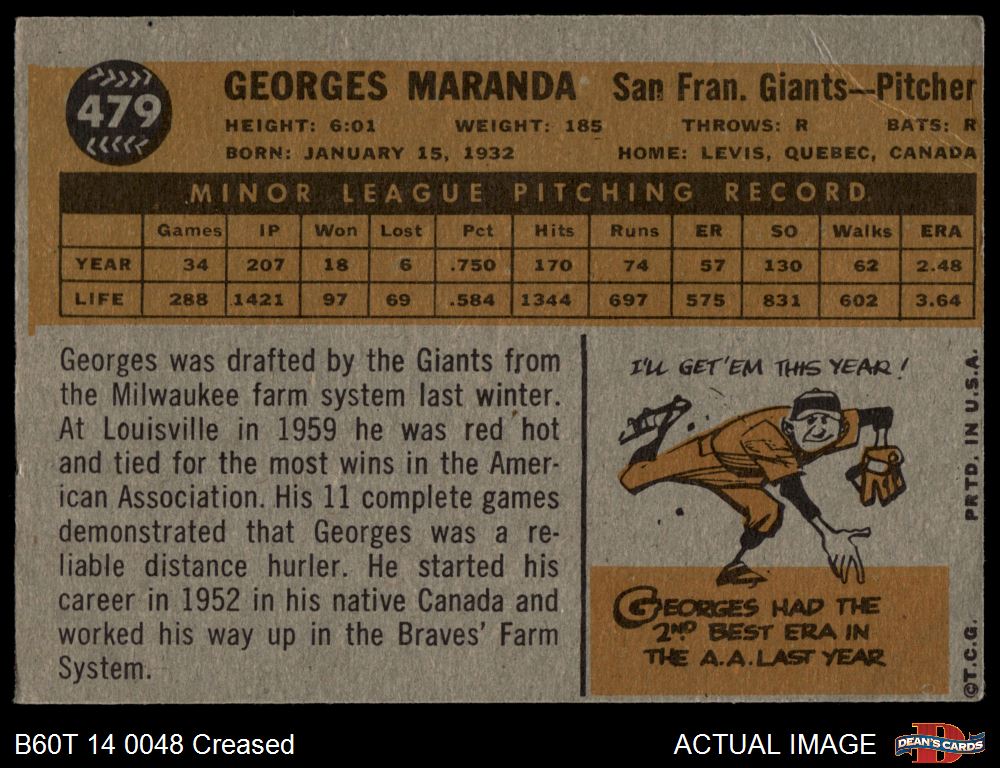 479
GEORGES MARANDA San Fran. Giants—Pitcher
HEIGHT: 6:01 WEIGHT: 185 THROWS: R BATS: R
BORN: JANUARY 15, 1932 HOME: LEVIS, QUEBEC, CANADA
MINOR LEAGUE PITCHING RECORD
Games IP Won Lost Pct Hits Runs ER SO Walks ERA
YEAR 34 207 18 6 .750 170 74 57 130 62 2.48
LIFE 288 1421 97 69 .584 1344 697 575 831 602 3.64
Georges was drafted by the Giants from
the Milwaukee farm system last winter.
At Louisville in 1959 he was red hot
and tied for the most wins in the Amer-
ican Association. His 11 complete games
demonstrated that Georges was a re-
liable distance hurler. He started his
career in 1952 in his native Canada and
worked his way up in the Braves' Farm
System.
I'LL GET 'EM THIS YEAR!
GEORGES HAD THE
2ND BEST ERA IN
THE A.A. LAST YEAR
PRTD. IN U.S.A.
©T.C.G.
B60T 14 0048 Creased
ACTUAL IMAGE
D
DEAN'S CARDS